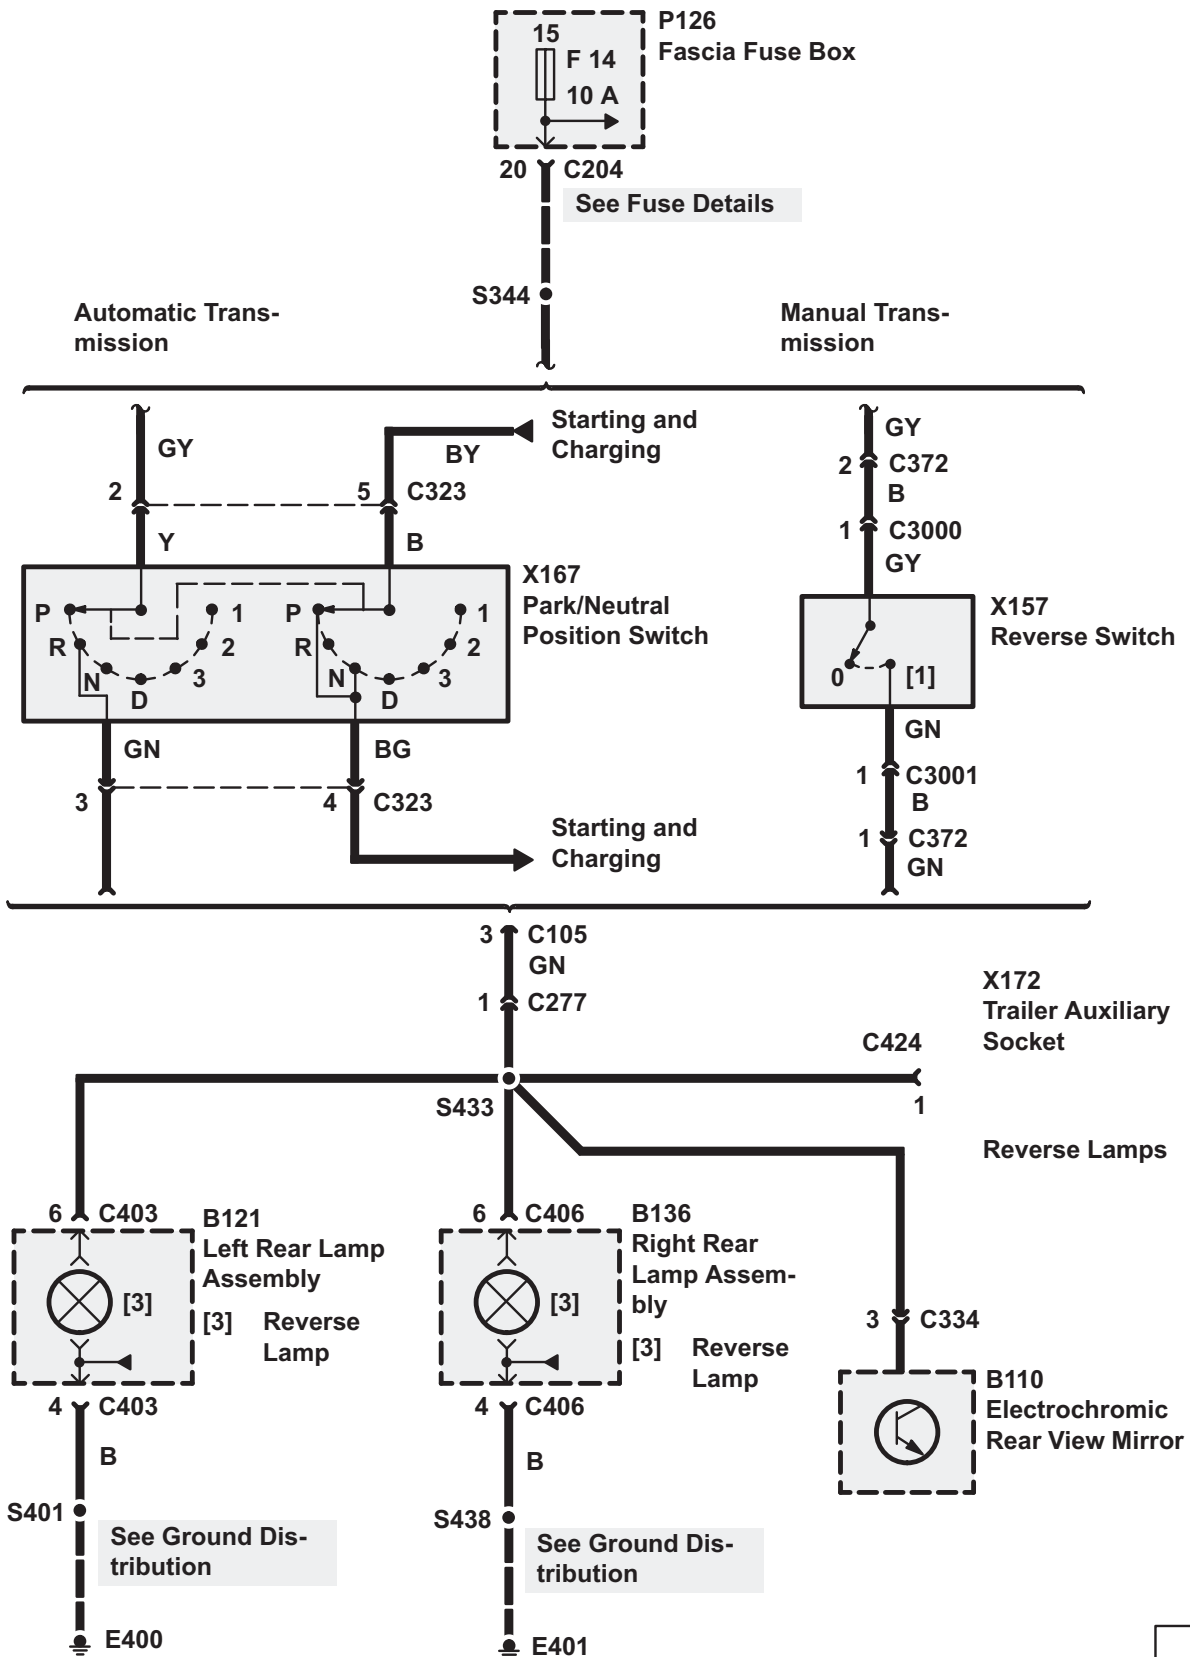 P126
Fascia Fuse Box
15
F 14
10 A
20 C204
See Fuse Details
S344
Automatic Trans-
mission
Manual Trans-
mission
GY
BY
Starting and
Charging
GY
2 C372
B
2
5 C323
1 C3000
GY
Y
B
X167
Park/Neutral
Position Switch
P
R
N
D
3
2
1
P
R
N
D
3
2
1
X157
Reverse Switch
0 [1]
GN
BG
GN
3
4 C323
1 C3001
B
Starting and
Charging
1 C372
GN
3 C105
GN
1 C277
X172
Trailer Auxiliary
Socket
C424
1
S433
Reverse Lamps
6 C403
B121
Left Rear Lamp
Assembly
[3]
[3] Reverse
Lamp
4 C403
6 C406
B136
Right Rear
Lamp Assem-
bly
[3]
[3] Reverse
Lamp
4 C406
3 C334
B110
Electrochromic
Rear View Mirror
B
B
S401
See Ground Dis-
tribution
S438
See Ground Dis-
tribution
E400
E401